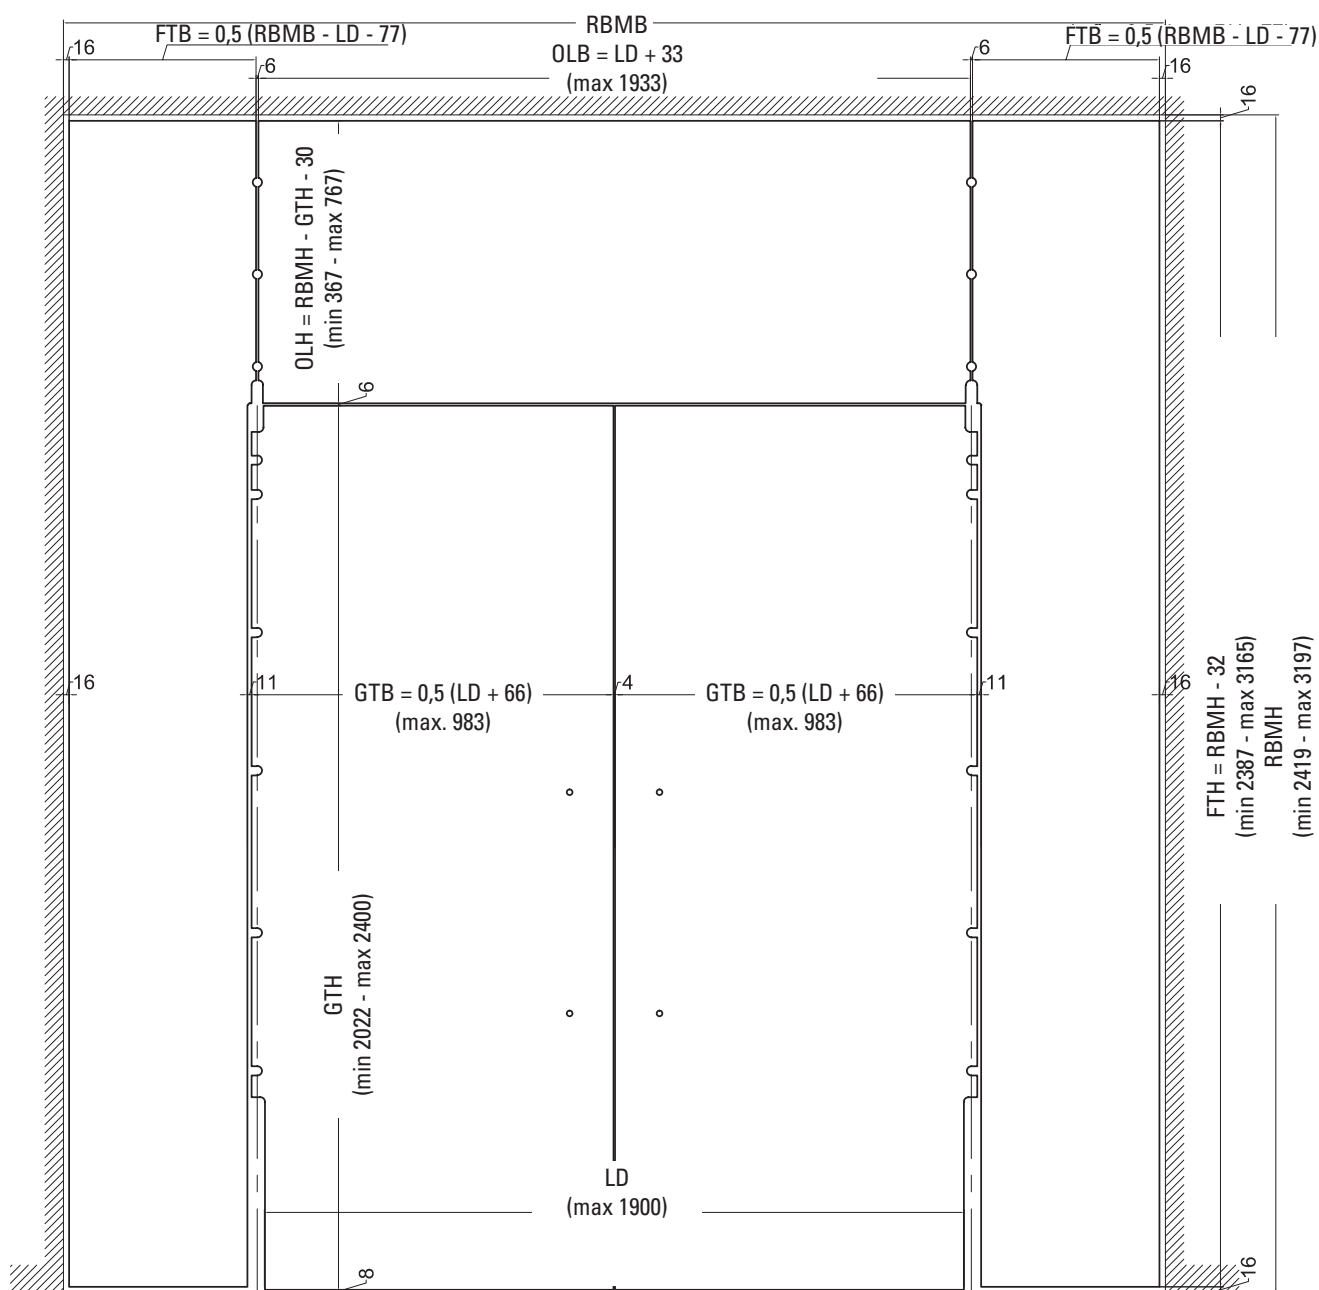 RBMB
FTB = 0,5 (RBMB - LD - 77)
FTB = 0,5 (RBMB - LD - 77)
16
6
OLB = LD + 33
(max 1933)
6
16
16
OLH = RBMH - GTH - 30
(min 367 - max 767)
6
16
11
GTB = 0,5 (LD + 66)
(max. 983)
4
GTB = 0,5 (LD + 66)
(max. 983)
11
16
FTH = RBMH - 32
(min 2387 - max 3165)
RBMH
(min 2419 - max 3197)
GTH
(min 2022 - max 2400)
LD
(max 1900)
8
16